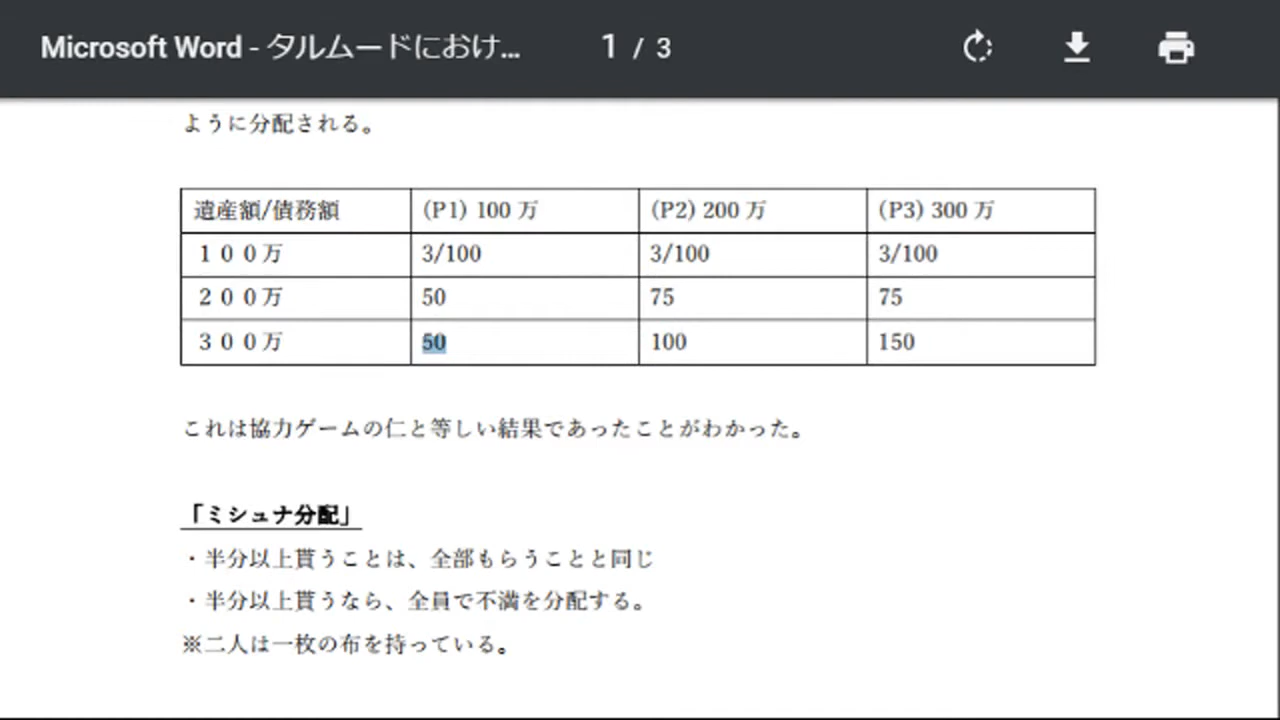 Microsoft Word - タルムードにおけ...
1 / 3
ように分配される。
遺産額/債務額 (P1) 100 万 (P2) 200 万 (P3) 300 万
１００万 3/100 3/100 3/100
２００万 50 75 75
３００万 50 100 150
これは協力ゲームの仁と等しい結果であったことがわかった。
「ミシュナ分配」
・半分以上貰うことは、全部もらうことと同じ
・半分以上貰うなら、全員で不満を分配する。
※二人は一枚の布を持っている。